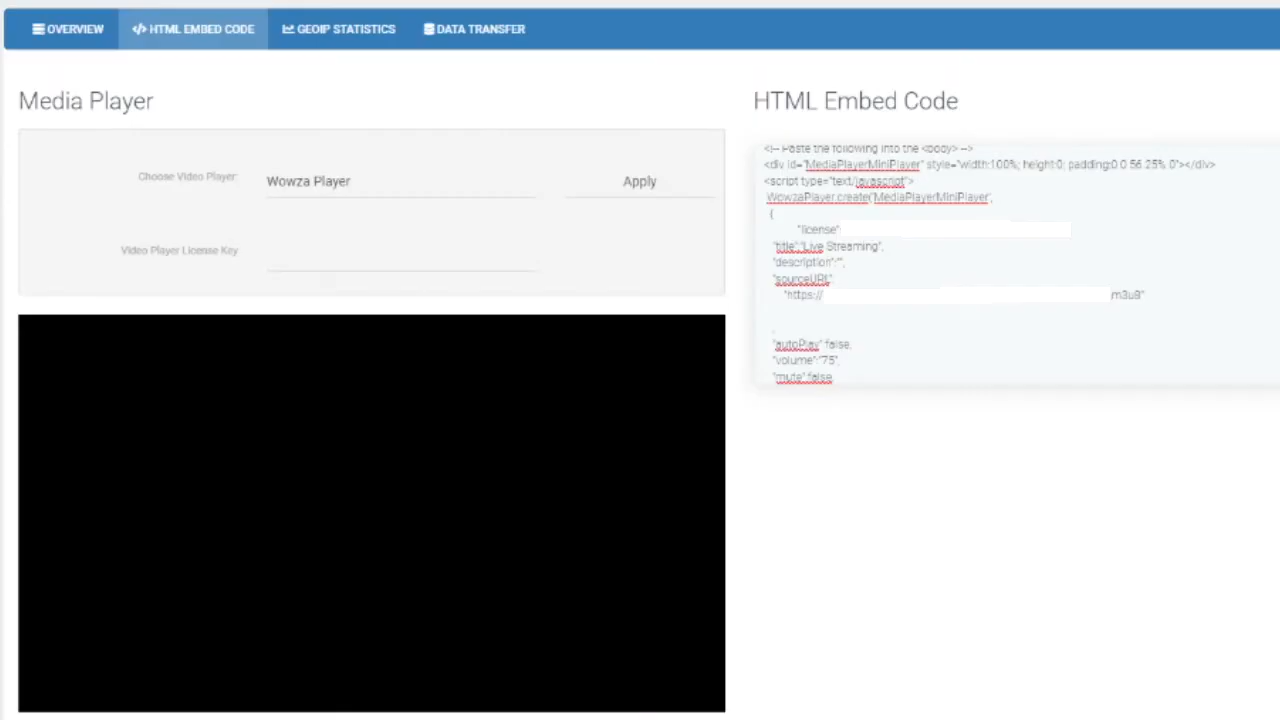 OVERVIEW HTML EMBED CODE GEOIP STATISTICS DATA TRANSFER
Media Player
Choose Video Player
Wowza Player
Apply
Video Player License Key
HTML Embed Code
<!-- Paste the following into the <body> -->
<div id="MediaPlayerMiniPlayer" style="width:100%; height:0; padding:0 0 56.25% 0"></div>
<script type="text/javascript">
WowzaPlayer.create('MediaPlayerMiniPlayer',
{
"license":
"title":"Live Streaming",
"description":"",
"sourceURL":
"https://                m3u8"
,
"autoPlay":false,
"volume":"75",
"mute":false,